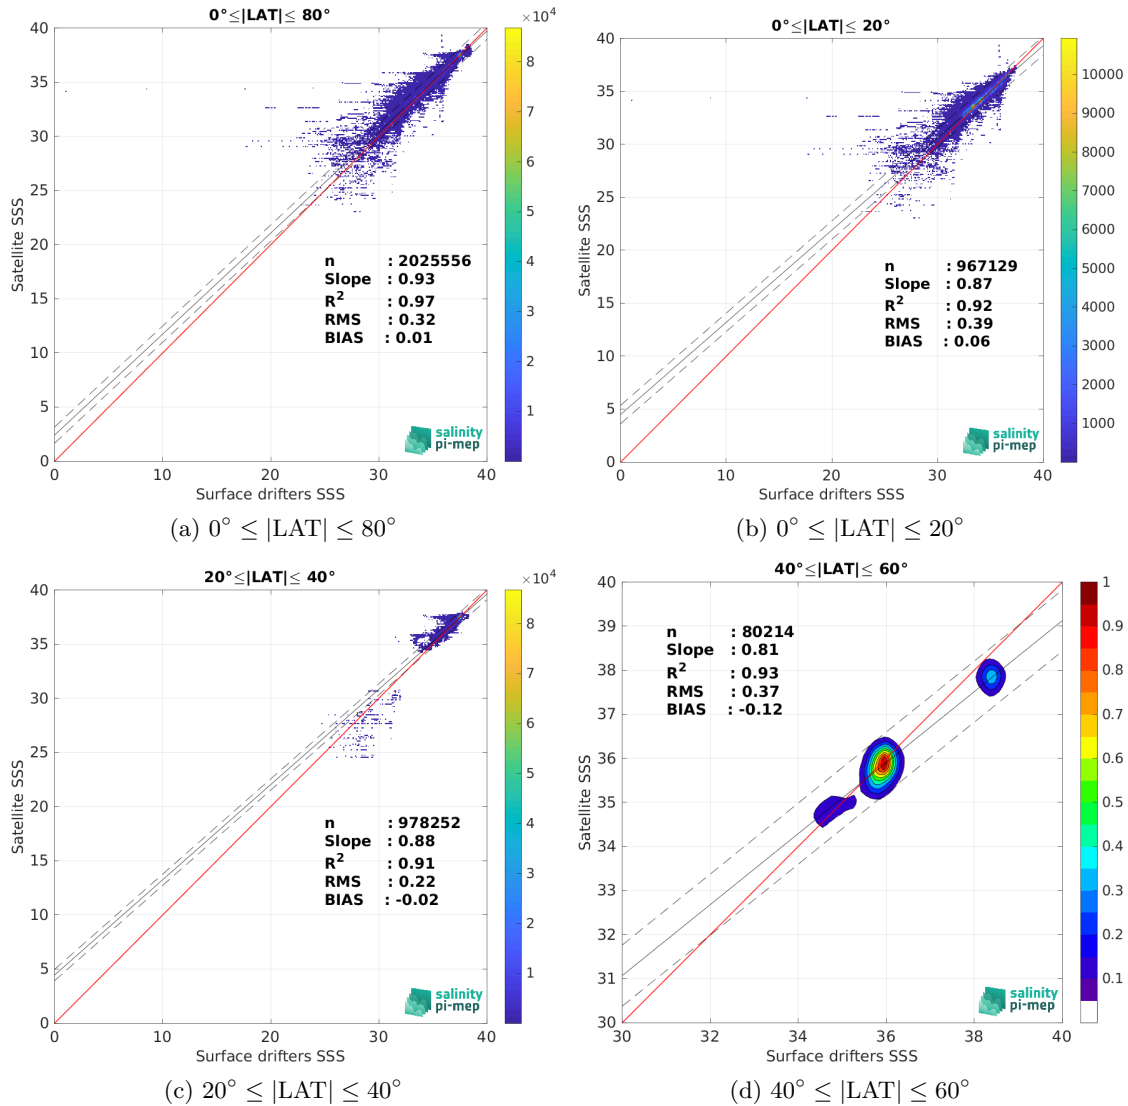 0°≤|LAT|≤ 80°
×10⁴
40
35
30
25
20
15
10
5
0
Satellite SSS
n : 2025556
Slope : 0.93
R² : 0.97
RMS : 0.32
BIAS : 0.01
salinity
pi-mep
0 10 20 30 40
Surface drifters SSS
8
7
6
5
4
3
2
1
(a) 0° ≤ |LAT| ≤ 80°
0°≤|LAT|≤ 20°
40
35
30
25
20
15
10
5
0
Satellite SSS
n : 967129
Slope : 0.87
R² : 0.92
RMS : 0.39
BIAS : 0.06
salinity
pi-mep
0 10 20 30 40
Surface drifters SSS
10000
9000
8000
7000
6000
5000
4000
3000
2000
1000
(b) 0° ≤ |LAT| ≤ 20°
20°≤|LAT|≤ 40°
×10⁴
40
35
30
25
20
15
10
5
0
Satellite SSS
n : 978252
Slope : 0.88
R² : 0.91
RMS : 0.22
BIAS : -0.02
salinity
pi-mep
0 10 20 30 40
Surface drifters SSS
8
7
6
5
4
3
2
1
(c) 20° ≤ |LAT| ≤ 40°
40°≤|LAT|≤ 60°
40
39
38
37
36
35
34
33
32
31
30
Satellite SSS
n : 80214
Slope : 0.81
R² : 0.93
RMS : 0.37
BIAS : -0.12
salinity
pi-mep
30 32 34 36 38 40
Surface drifters SSS
1
0.9
0.8
0.7
0.6
0.5
0.4
0.3
0.2
0.1
(d) 40° ≤ |LAT| ≤ 60°